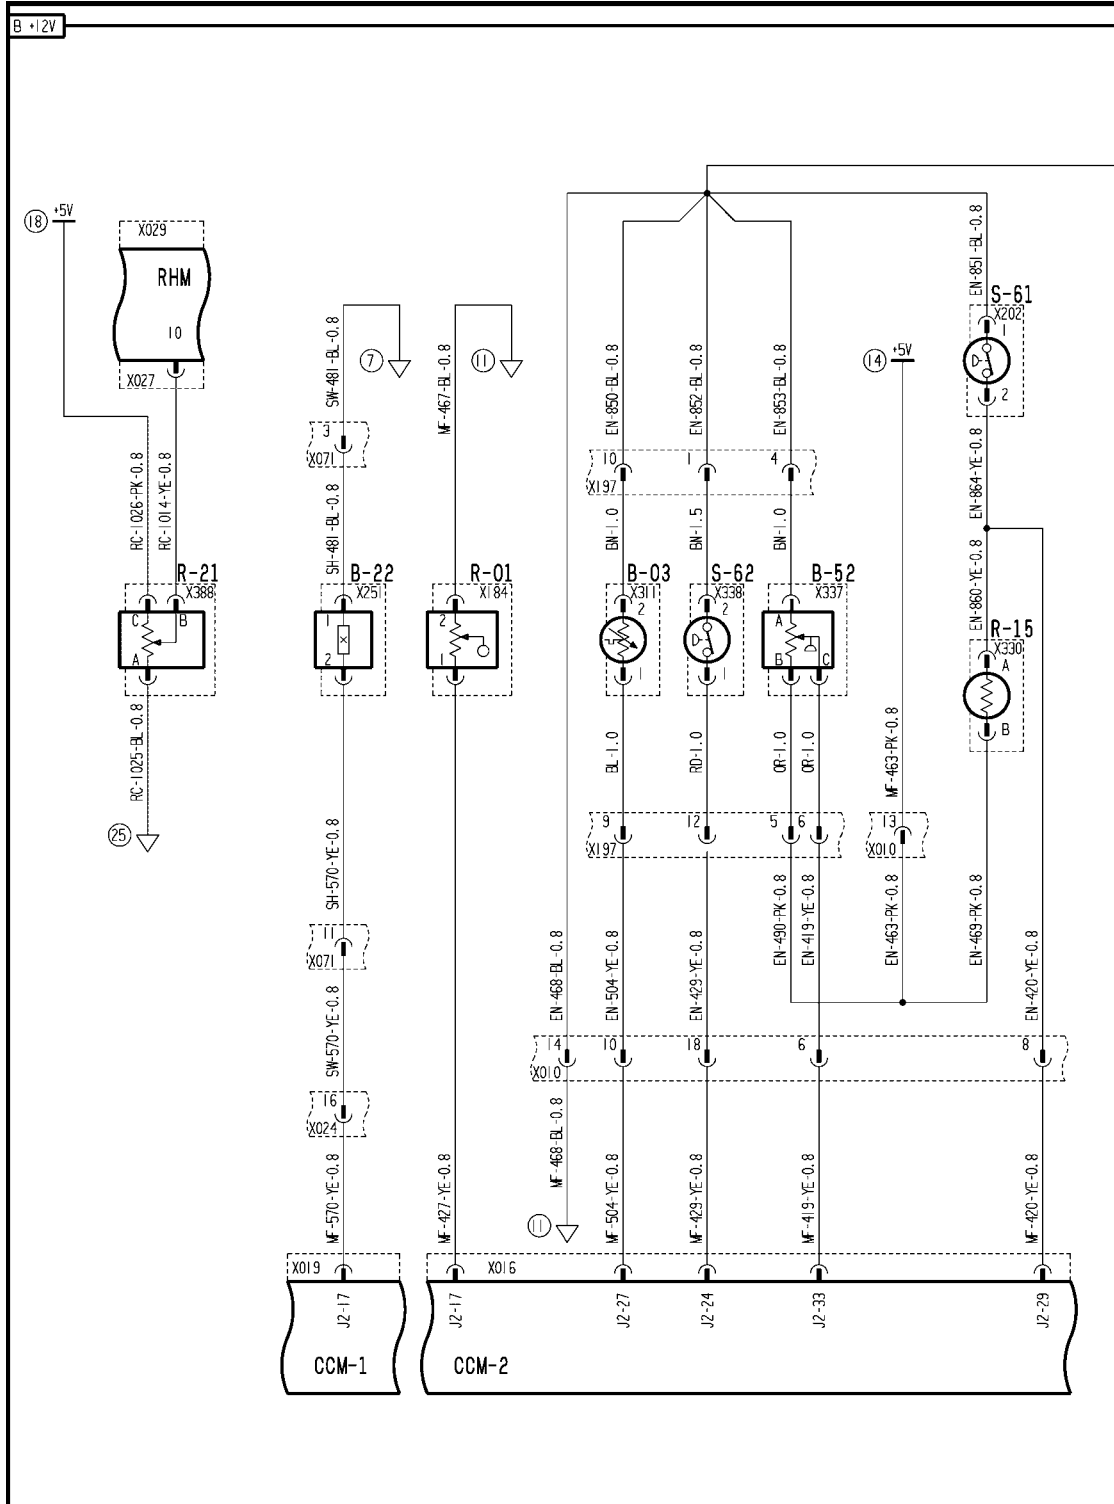 B +12V
18
+5V
X029
RHM
10
X027
RC-1026-PK-0.8
RC-1014-YE-0.8
R-21
X388
C
B
A
RC-1025-BL-0.8
25
SW-481-BL-0.8
7
3
X071
SH-481-BL-0.8
B-22
X251
1
2
SH-570-YE-0.8
11
X071
SW-570-YE-0.8
16
X024
MF-570-YE-0.8
MF-467-BL-0.8
11
R-01
X184
2
1
MF-427-YE-0.8
EN-850-BL-0.8
EN-852-BL-0.8
EN-853-BL-0.8
10
1
4
X197
BN-1.0
BN-1.5
BN-1.0
B-03
X311
2
1
S-62
X338
2
1
B-52
X337
A
B
C
BL-1.0
RD-1.0
OR-1.0
OR-1.0
9
12
5
6
X197
14
+5V
MF-463-PK-0.8
13
X010
EN-851-BL-0.8
S-61
X202
1
2
EN-864-YE-0.8
EN-860-YE-0.8
R-15
X330
A
B
EN-468-BL-0.8
EN-504-YE-0.8
EN-429-YE-0.8
EN-490-PK-0.8
EN-419-YE-0.8
EN-463-PK-0.8
EN-469-PK-0.8
EN-420-YE-0.8
14
10
18
6
8
X010
MF-468-BL-0.8
11
MF-504-YE-0.8
MF-429-YE-0.8
MF-419-YE-0.8
MF-420-YE-0.8
X019
X016
J2-17
J2-17
J2-27
J2-24
J2-33
J2-29
CCM-1
CCM-2